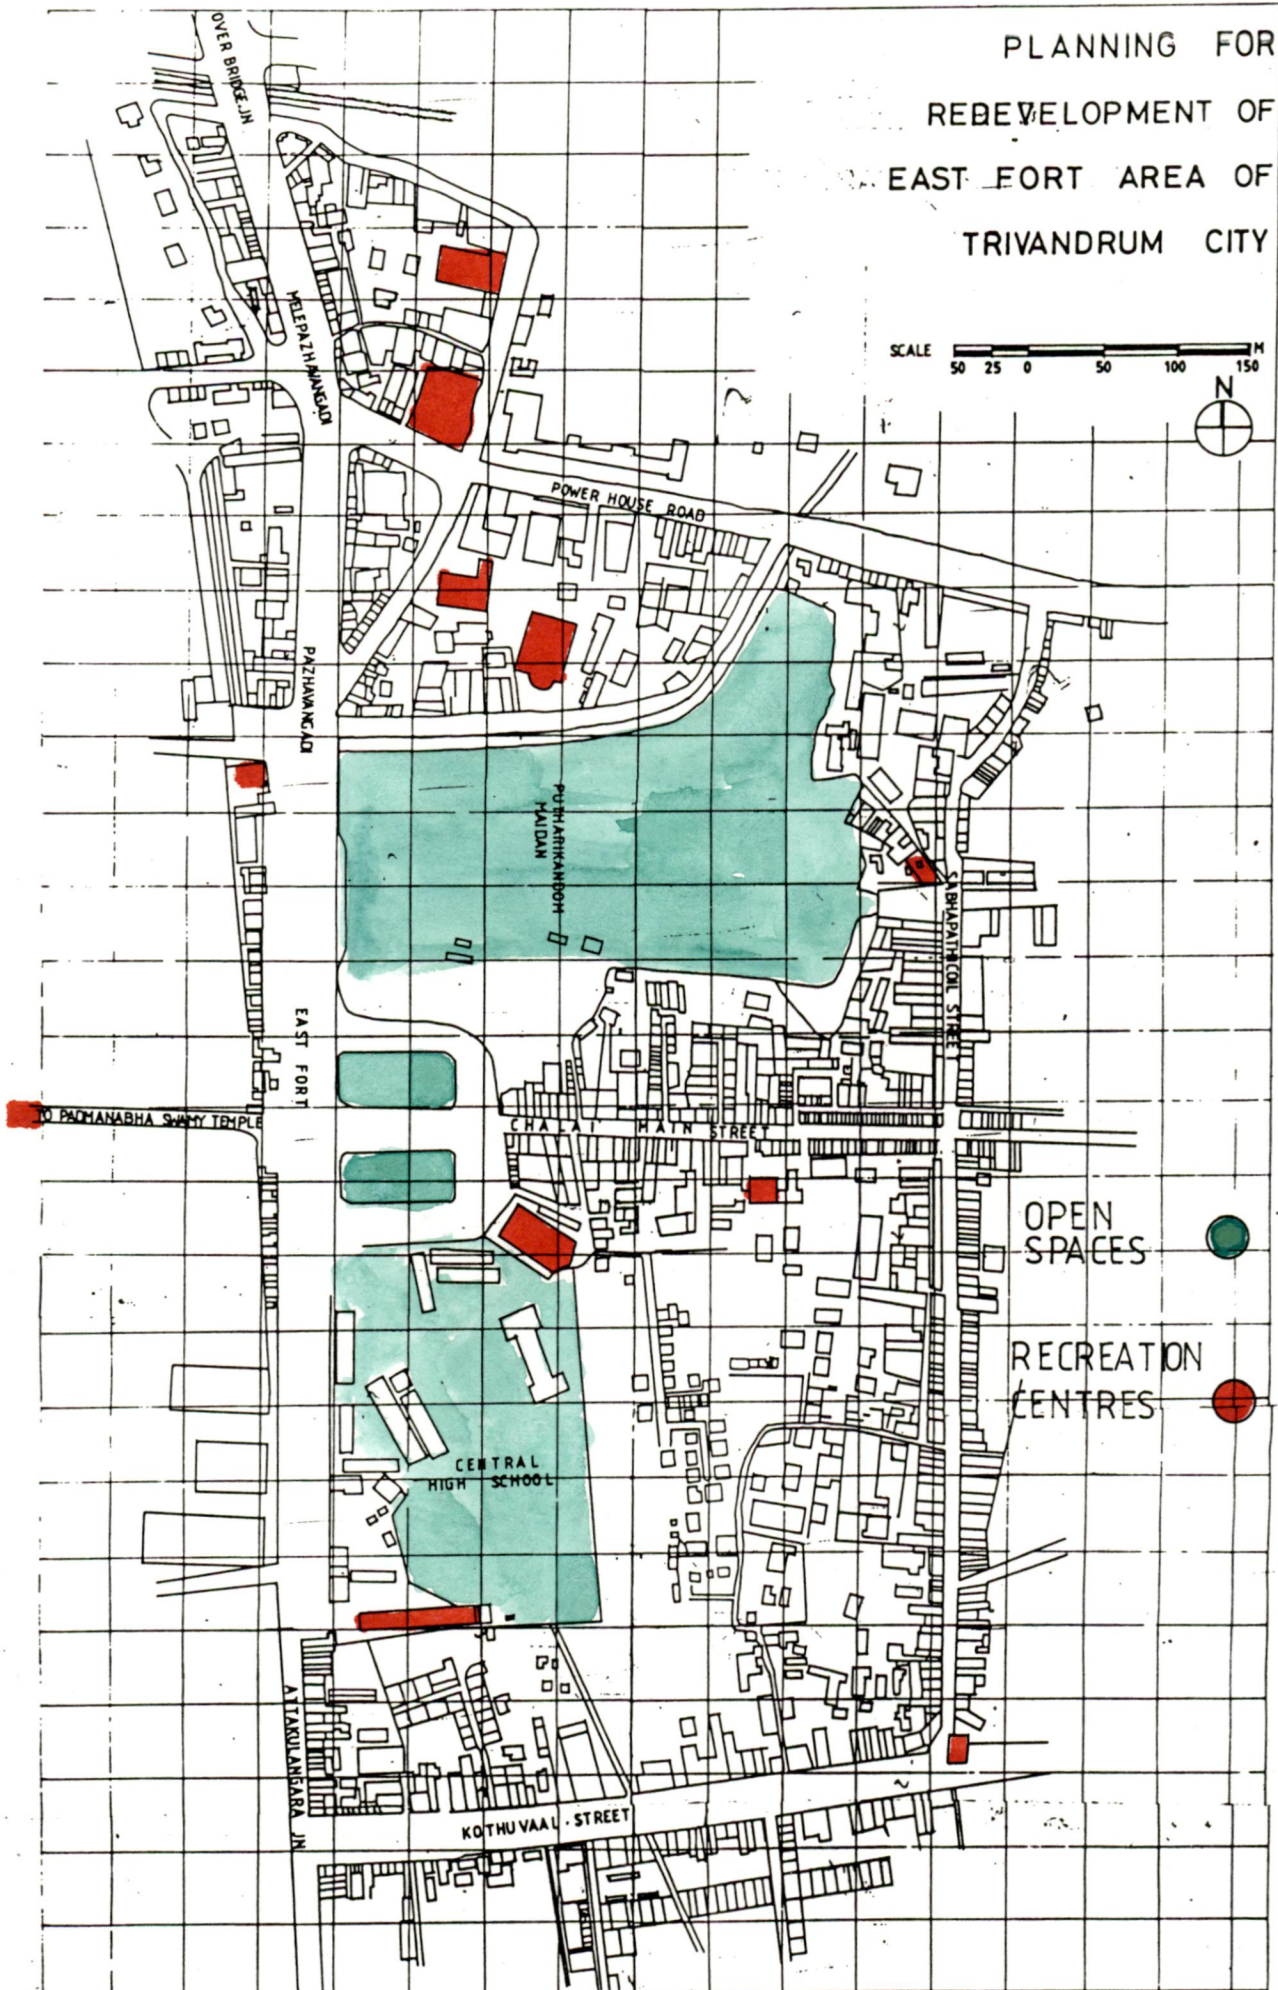 PLANNING FOR
REDEVELOPMENT OF
EAST FORT AREA OF
TRIVANDRUM CITY
SCALE
50 25 0 50 100 150 M
N
OVER BRIDGE JN
MELEPAZHAVANGADI
POWER HOUSE ROAD
PAZHAVANGADI
PUTHARIKANDOM
MAIDAN
SABHAPATHICOIL STREET
EAST FORT
TO PADMANABHA SWAMY TEMPLE
CHALAI MAIN STREET
OPEN
SPACES
RECREATION
CENTRES
CENTRAL
HIGH SCHOOL
ATTAKULANGARA JN
KOTHUVAAL STREET